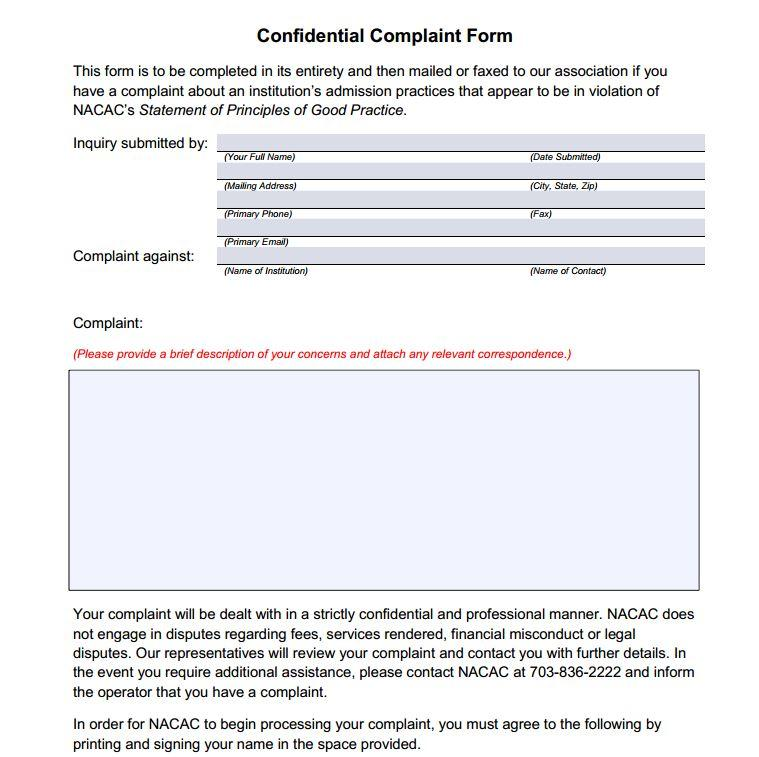 Confidential Complaint Form
This form is to be completed in its entirety and then mailed or faxed to our association if you
have a complaint about an institution's admission practices that appear to be in violation of
NACAC's Statement of Principles of Good Practice.
Inquiry submitted by:
(Your Full Name) (Date Submitted)
(Mailing Address) (City, State, Zip)
(Primary Phone) (Fax)
(Primary Email)
Complaint against:
(Name of Institution) (Name of Contact)
Complaint:
(Please provide a brief description of your concerns and attach any relevant correspondence.)
Your complaint will be dealt with in a strictly confidential and professional manner. NACAC does
not engage in disputes regarding fees, services rendered, financial misconduct or legal
disputes. Our representatives will review your complaint and contact you with further details. In
the event you require additional assistance, please contact NACAC at 703-836-2222 and inform
the operator that you have a complaint.
In order for NACAC to begin processing your complaint, you must agree to the following by
printing and signing your name in the space provided.